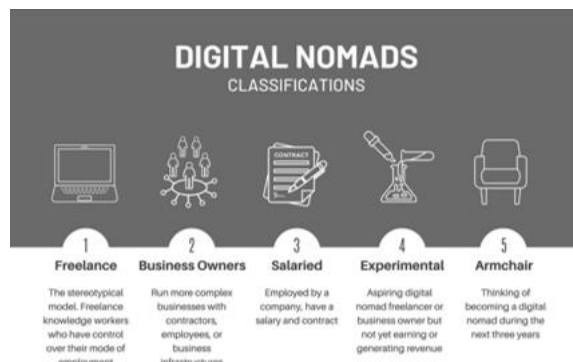 DIGITAL NOMADS
CLASSIFICATIONS
CONTRACT
1
Freelance
The stereotypical
model. Freelance
knowledge workers
who have control
over their mode of
employment
2
Business Owners
Run more complex
businesses with
contractors,
employees, or
business
infrastructures
3
Salaried
Employed by a
company, have a
salary and contract
4
Experimental
Aspiring digital
nomad freelancer or
business owner but
not yet earning or
generating revenue
5
Armchair
Thinking of
becoming a digital
nomad during the
next three years